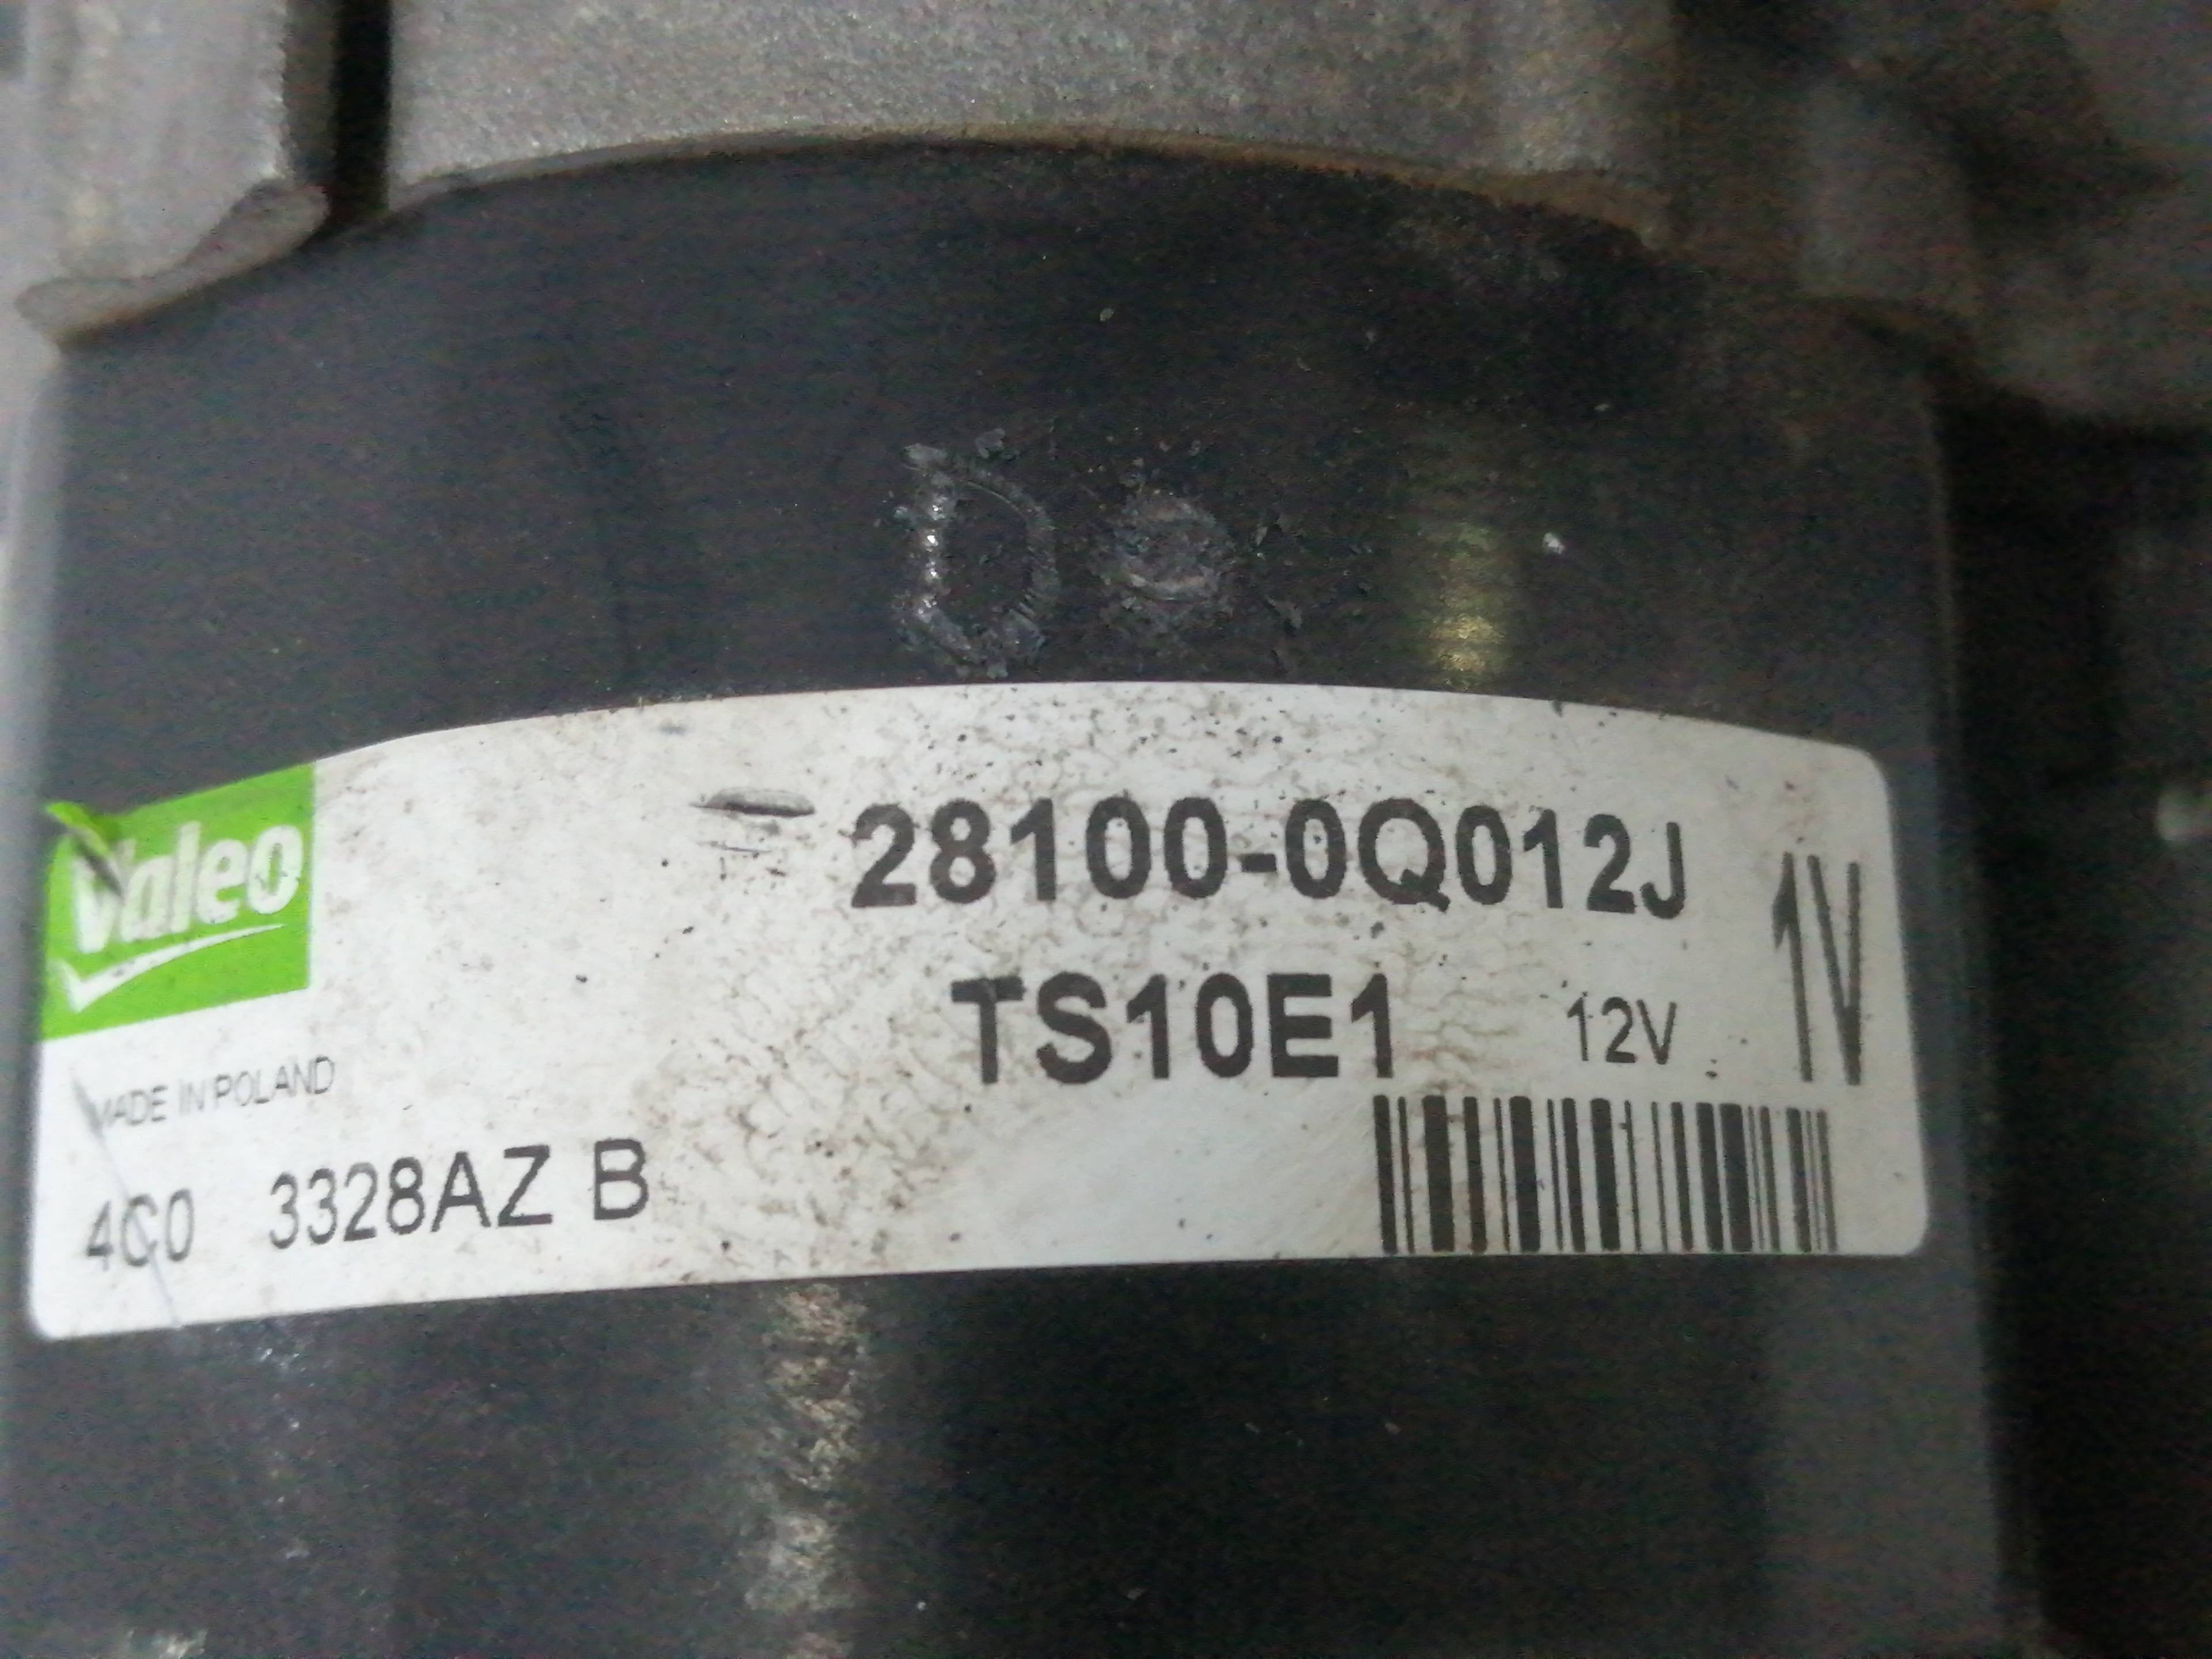 D
Valeo
28100-0Q012J
1V
TS10E1 12V
MADE IN POLAND
4C0 3328AZ B